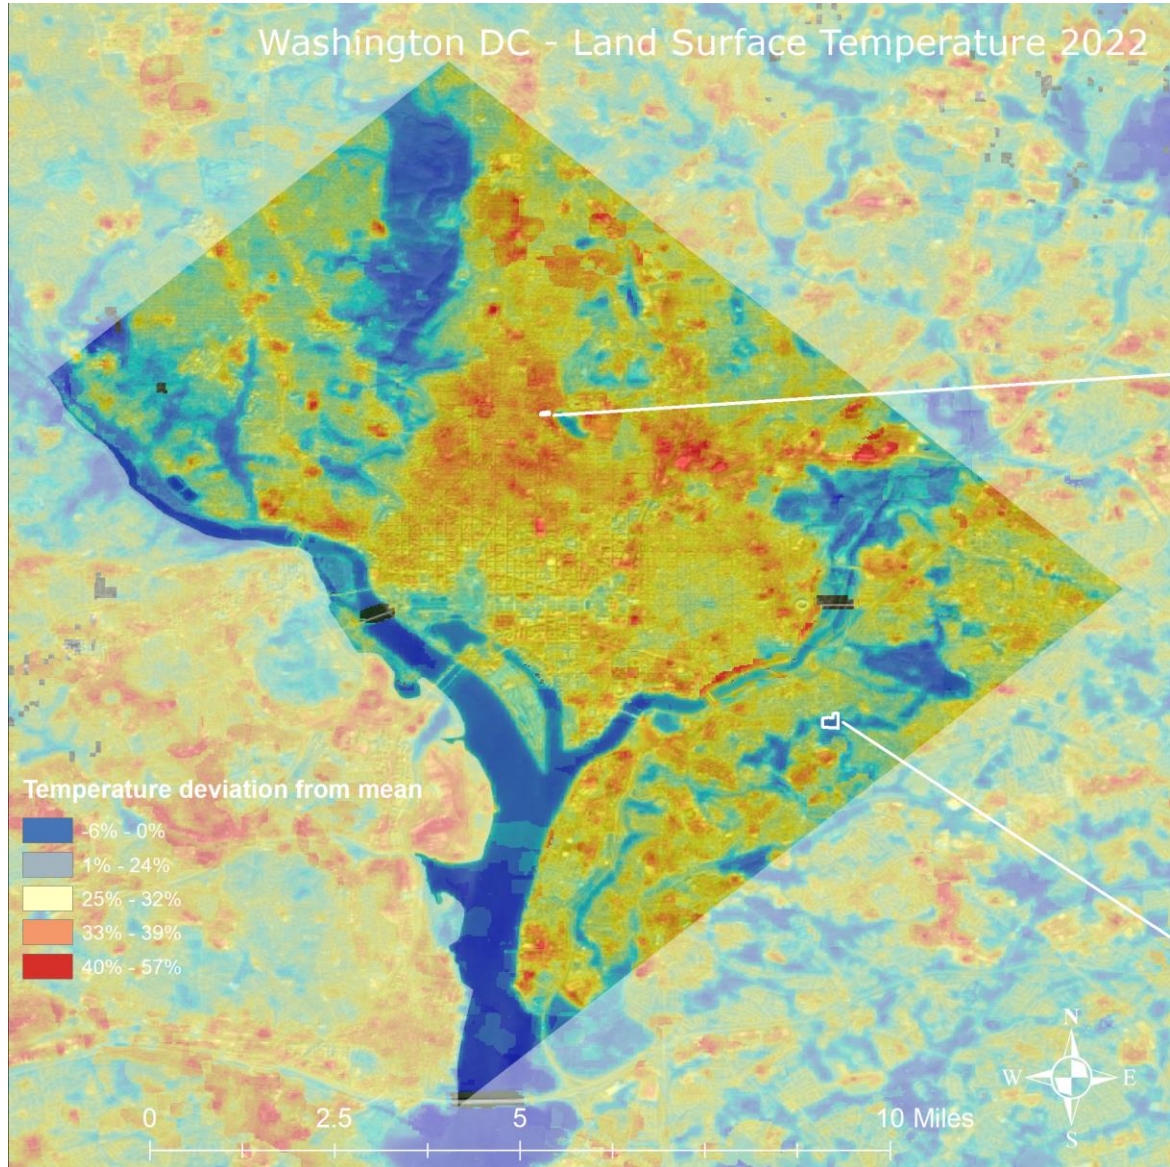 Washington DC - Land Surface Temperature 2022
Temperature deviation from mean
-6% - 0%
1% - 24%
25% - 32%
33% - 39%
40% - 57%
N
W E
S
0 2.5 5 10 Miles